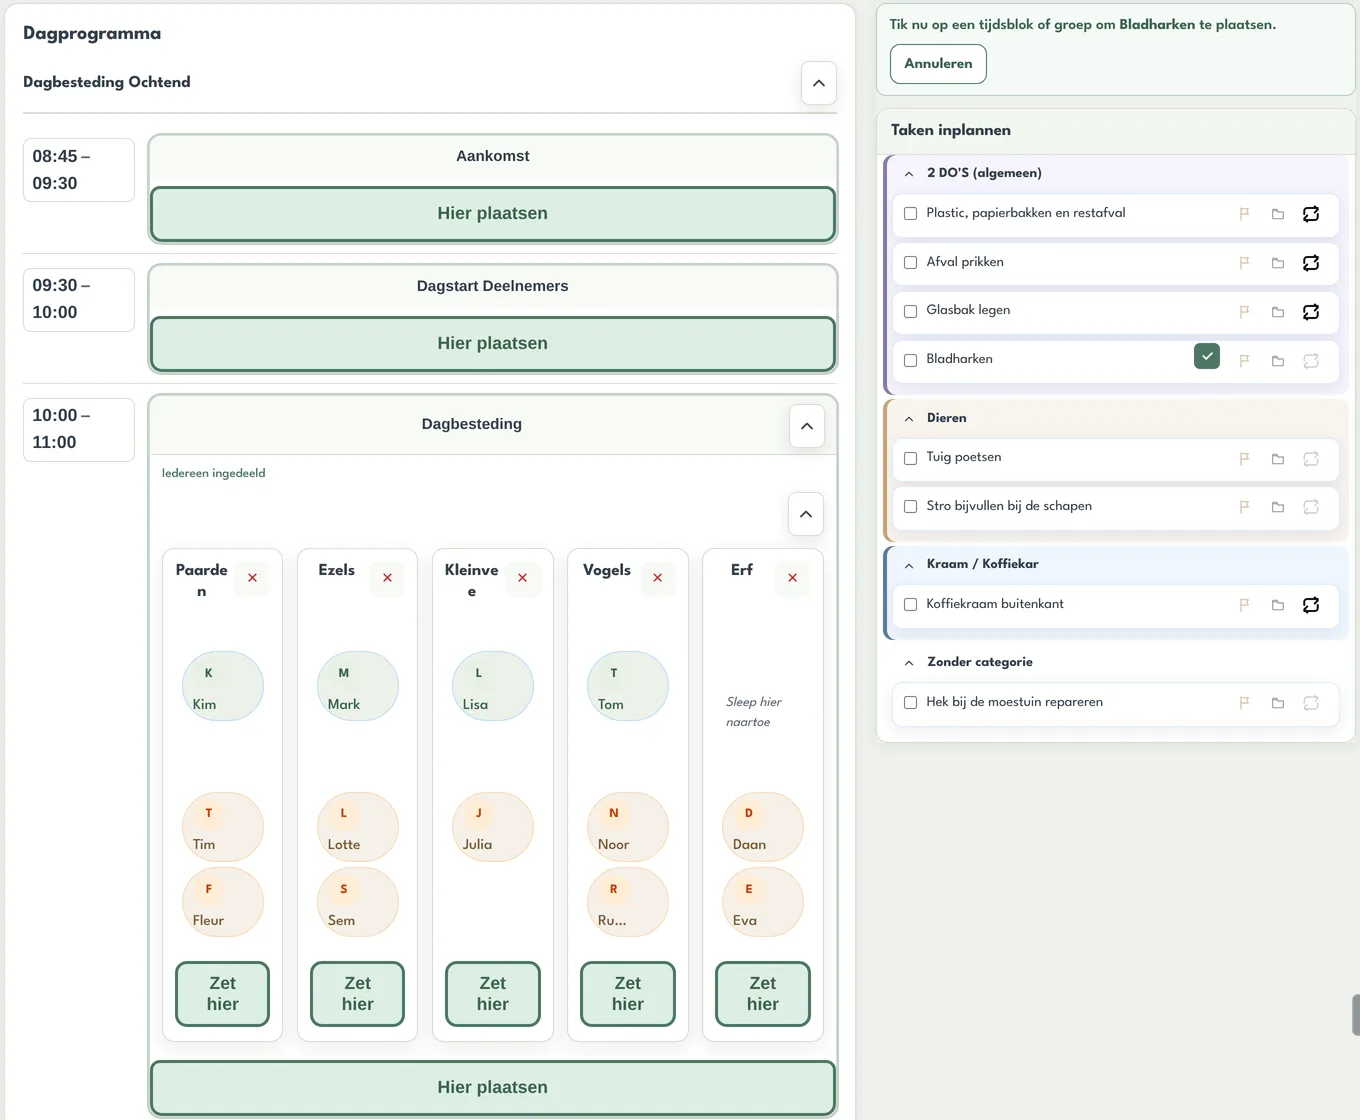 Dagprogramma
Dagbesteding Ochtend
08:45 –
09:30
Aankomst
Hier plaatsen
09:30 –
10:00
Dagstart Deelnemers
Hier plaatsen
10:00 –
11:00
Dagbesteding
Iedereen ingedeeld
Paarde
n
Ezels
Kleinve
e
Vogels
Erf
K
Kim
M
Mark
L
Lisa
T
Tom
Sleep hier
naartoe
T
Tim
L
Lotte
J
Julia
N
Noor
D
Daan
F
Fleur
S
Sem
R
Ru...
E
Eva
Zet
hier
Zet
hier
Zet
hier
Zet
hier
Zet
hier
Hier plaatsen
Tik nu op een tijdsblok of groep om Bladharken te plaatsen.
Annuleren
Taken inplannen
2 DO'S (algemeen)
Plastic, papierbakken en restafval
Afval prikken
Glasbak legen
Bladharken
Dieren
Tuig poetsen
Stro bijvullen bij de schapen
Kraam / Koffiekar
Koffiekraam buitenkant
Zonder categorie
Hek bij de moestuin repareren